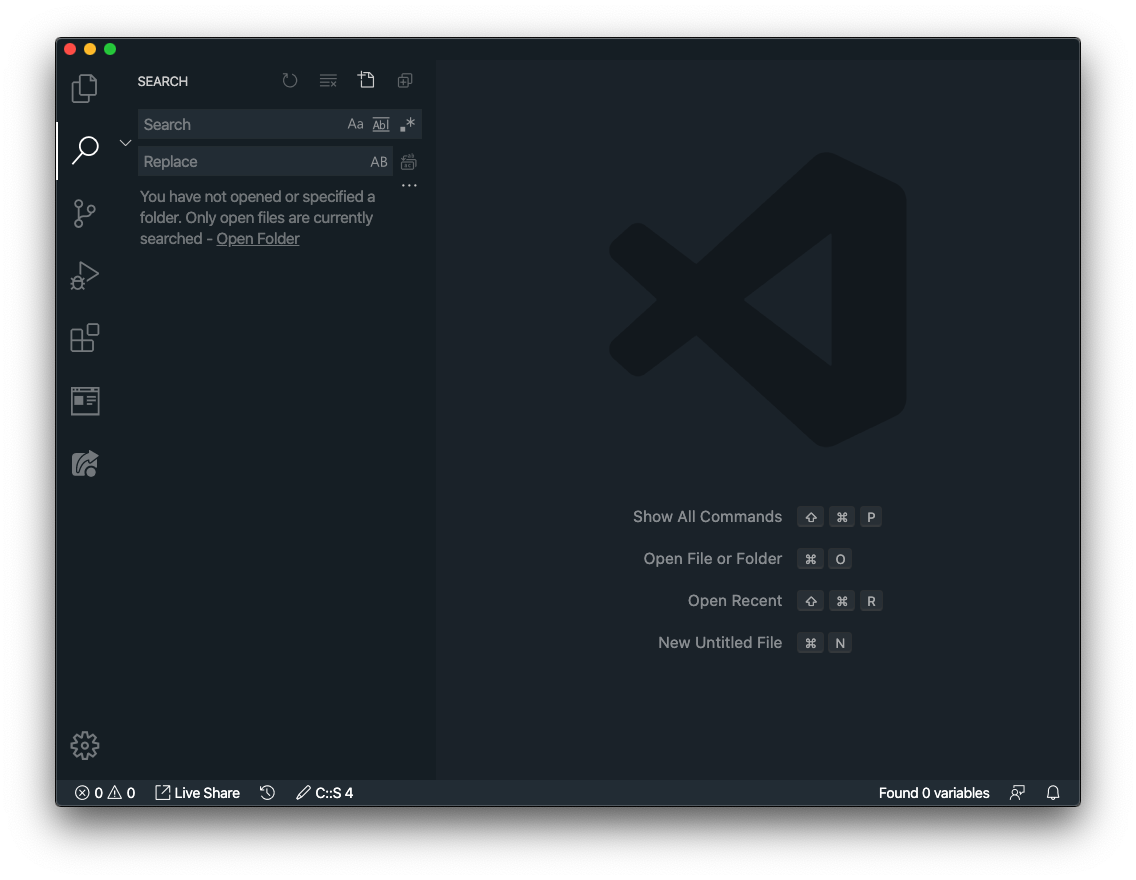 SEARCH
Search Aa Abl .*
Replace AB
You have not opened or specified a
folder. Only open files are currently
searched - Open Folder
Show All Commands ⇧ ⌘ P
Open File or Folder ⌘ O
Open Recent ⇧ ⌘ R
New Untitled File ⌘ N
0 0 Live Share C::S 4 Found 0 variables